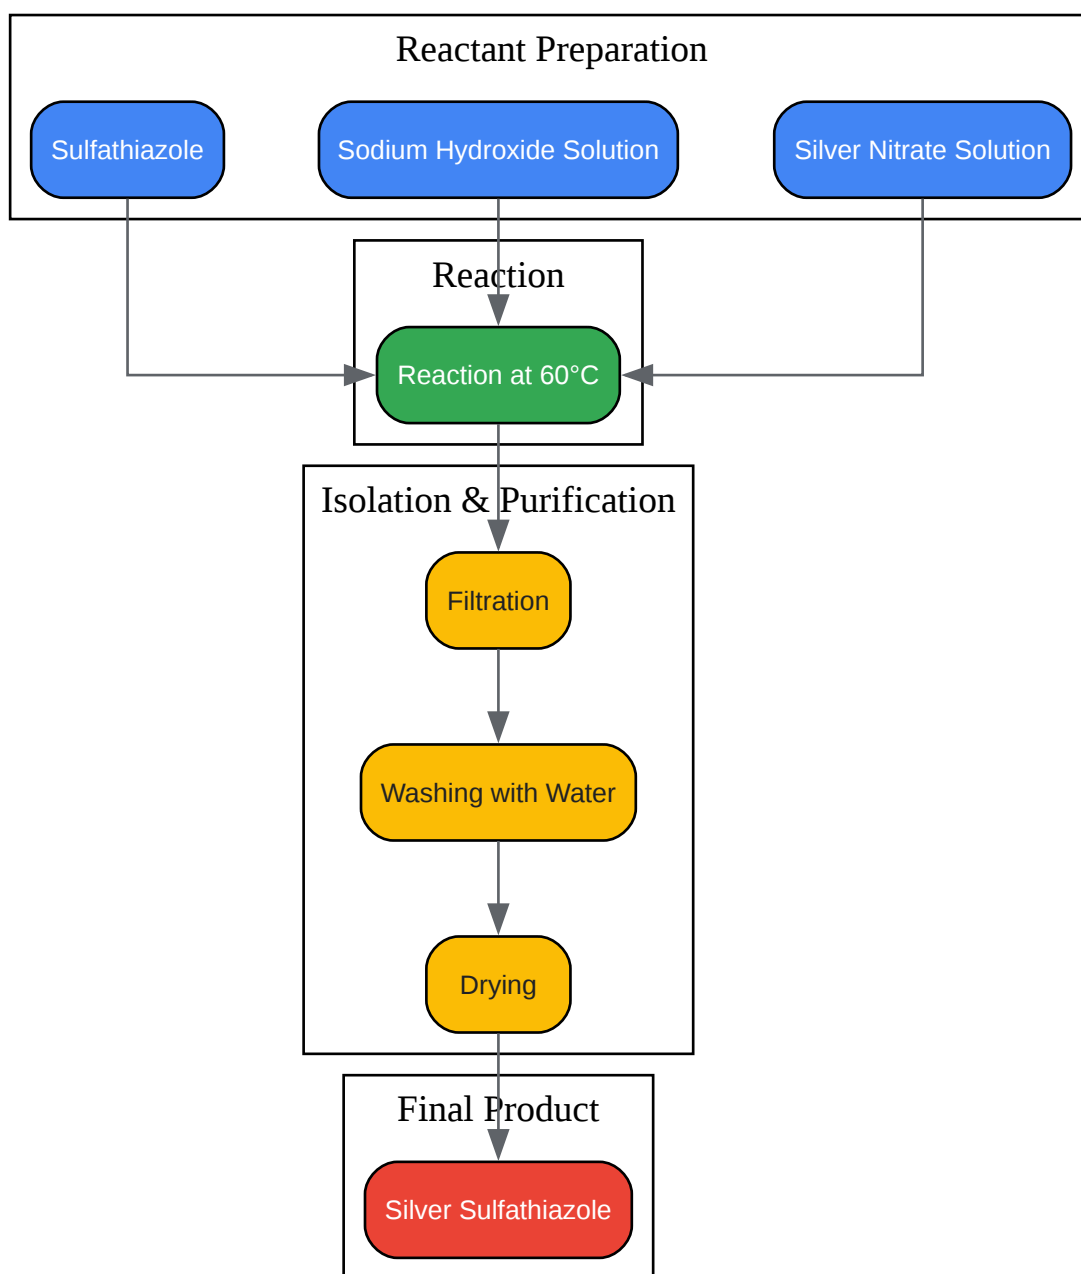 Reactant Preparation
Sulfathiazole
Sodium Hydroxide Solution
Silver Nitrate Solution
Reaction
Reaction at 60°C
Isolation & Purification
Filtration
Washing with Water
Drying
Final Product
Silver Sulfathiazole